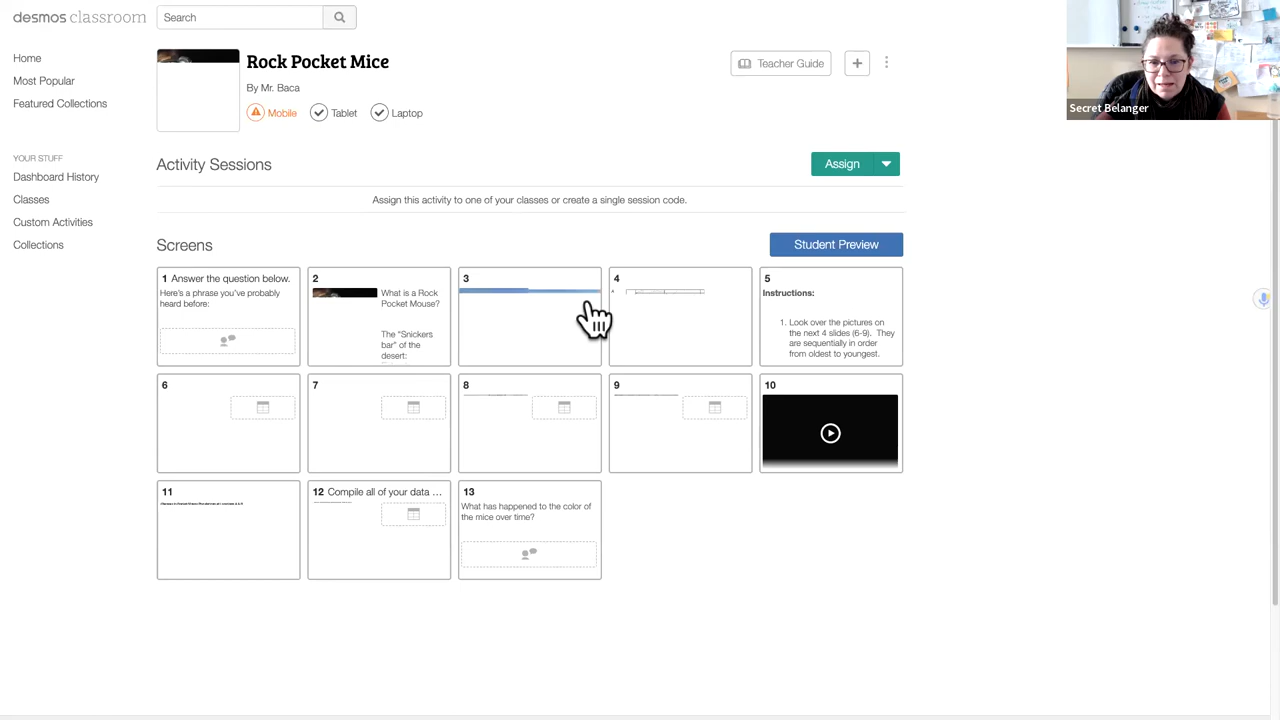 desmos classroom
Search
Home
Most Popular
Featured Collections
YOUR STUFF
Dashboard History
Classes
Custom Activities
Collections
Rock Pocket Mice
By Mr. Baca
Mobile
Tablet
Laptop
Teacher Guide
Activity Sessions
Assign
Assign this activity to one of your classes or create a single session code.
Screens
Student Preview
1 Answer the question below.
Here's a phrase you've probably
heard before:
2
What is a Rock
Pocket Mouse?
The "Snickers
bar" of the
desert:
3
4
5
Instructions:
1. Look over the pictures on
the next 4 slides (6-9). They
are sequentially in order
from oldest to youngest.
6
7
8
9
10
11
12 Compile all of your data ...
13
What has happened to the color of
the mice over time?
Secret Belanger